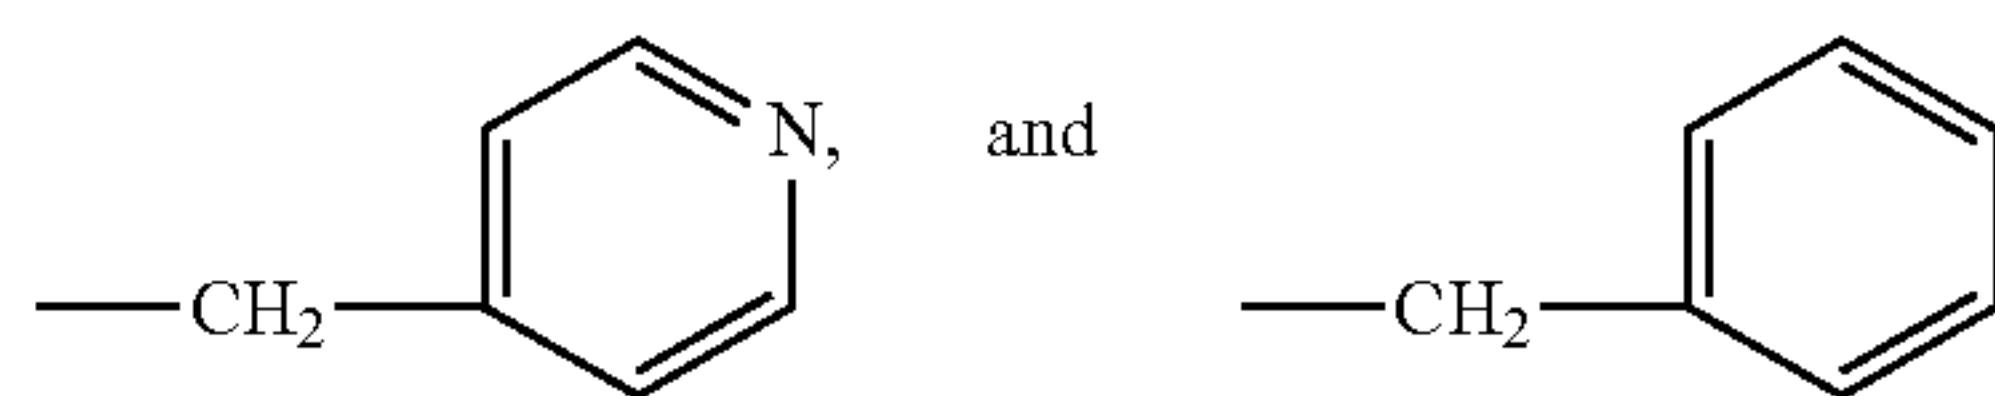 N, and
CH₂ CH₂